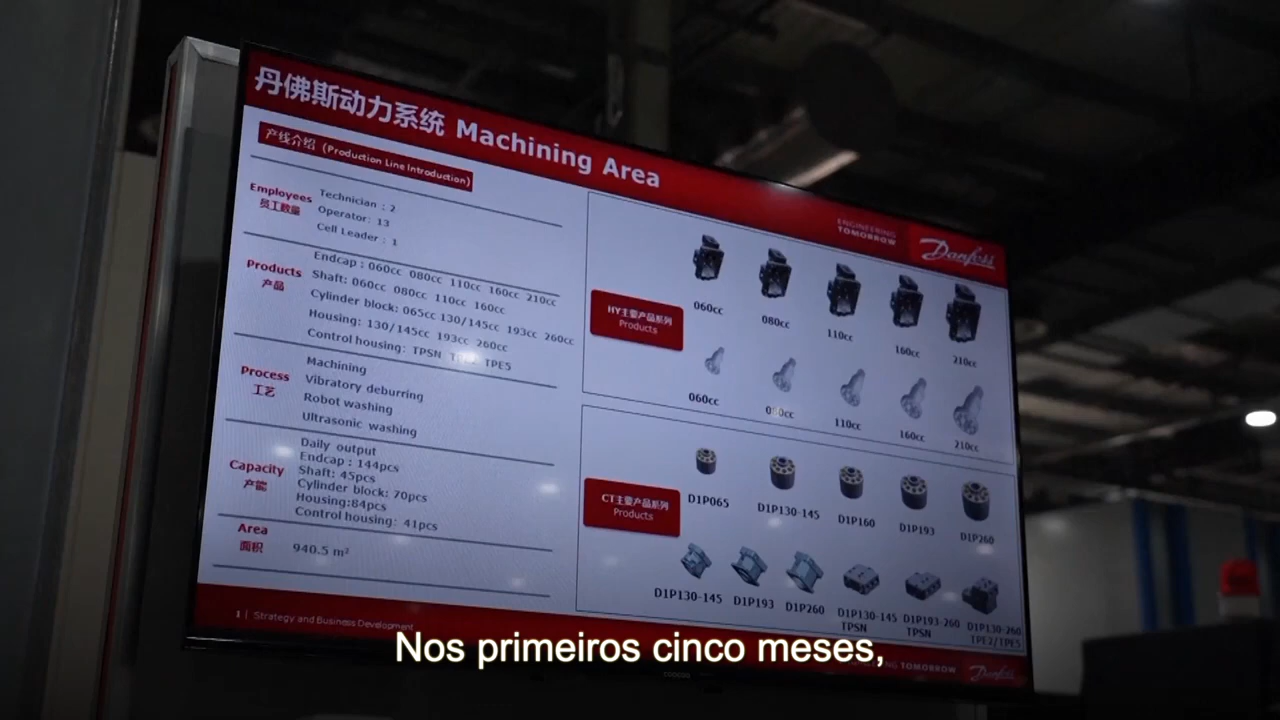 丹佛斯动力系统 Machining Area
产线介绍 (Production Line Introduction)
ENGINEERING
TOMORROW
Danfoss
Employees
员工数量
Technician : 2
Operator: 13
Cell Leader : 1
Products
产品
Endcap : 060cc 080cc 110cc 160cc 210cc
Shaft: 060cc 080cc 110cc 160cc
Cylinder block: 065cc 130/145cc 193cc 260cc
Housing: 130/145cc 193cc 260cc
Control housing: TPSN TPE5
Process
工艺
Machining
Vibratory deburring
Robot washing
Ultrasonic washing
Capacity
产能
Daily output
Endcap : 144pcs
Shaft: 45pcs
Cylinder block: 70pcs
Housing:84pcs
Control housing: 41pcs
Area
面积
940.5 m²
HY主要产品系列
Products
060cc
080cc
110cc
160cc
210cc
060cc
080cc
110cc
160cc
210cc
CT主要产品系列
Products
D1P065
D1P130-145
D1P160
D1P193
D1P260
D1P130-145
D1P193
D1P260
D1P130-145
TPSN
D1P193-260
TPSN
D1P130-260
TPE2/TPE5
1 | Strategy and Business Development
TOMORROW
Danfoss
Nos primeiros cinco meses,